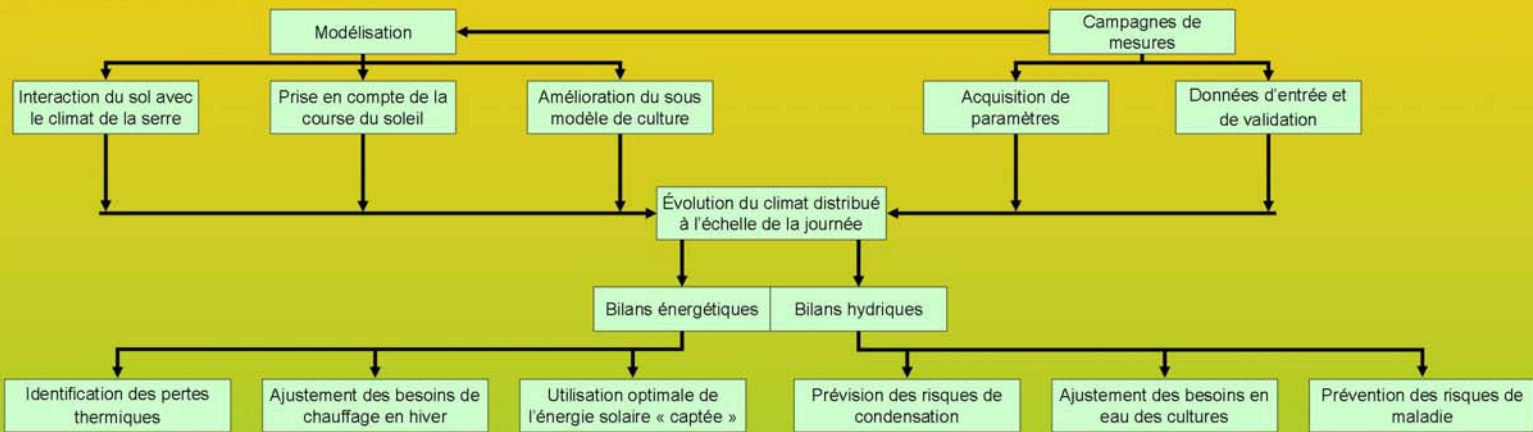 Modélisation
Campagnes de
mesures
Interaction du sol avec
le climat de la serre
Prise en compte de la
course du soleil
Amélioration du sous
modèle de culture
Acquisition de
paramètres
Données d'entrée et
de validation
Évolution du climat distribué
à l'échelle de la journée
Bilans énergétiques
Bilans hydriques
Identification des pertes
thermiques
Ajustement des besoins de
chauffage en hiver
Utilisation optimale de
l'énergie solaire « captée »
Prévision des risques de
condensation
Ajustement des besoins en
eau des cultures
Prévention des risques de
maladie